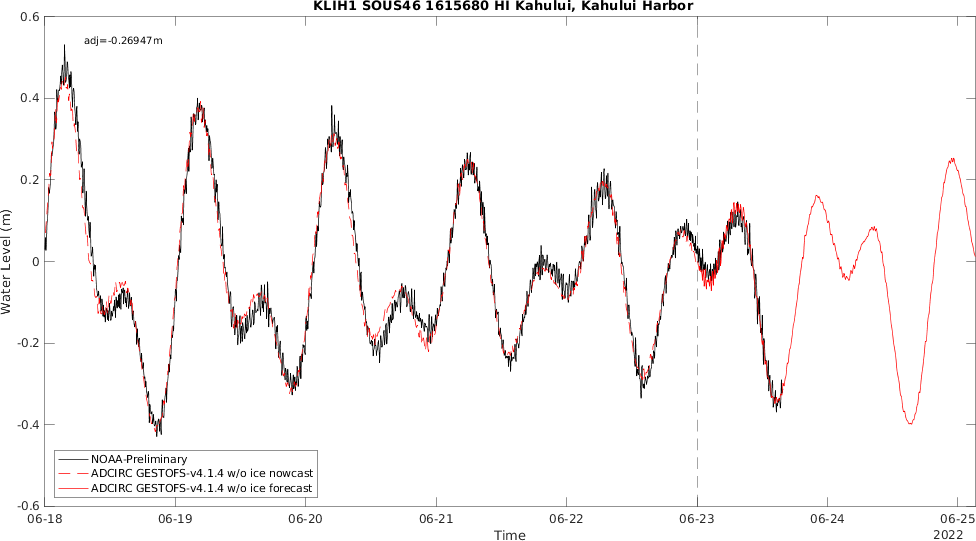 KLIH1 SOUS46 1615680 HI Kahului, Kahului Harbor
adj=-0.26947m
0.6
0.4
0.2
0
-0.2
-0.4
-0.6
Water Level (m)
NOAA-Preliminary
ADCIRC GESTOFS-v4.1.4 w/o ice nowcast
ADCIRC GESTOFS-v4.1.4 w/o ice forecast
06-18 06-19 06-20 06-21 06-22 06-23 06-24 06-25
Time
2022